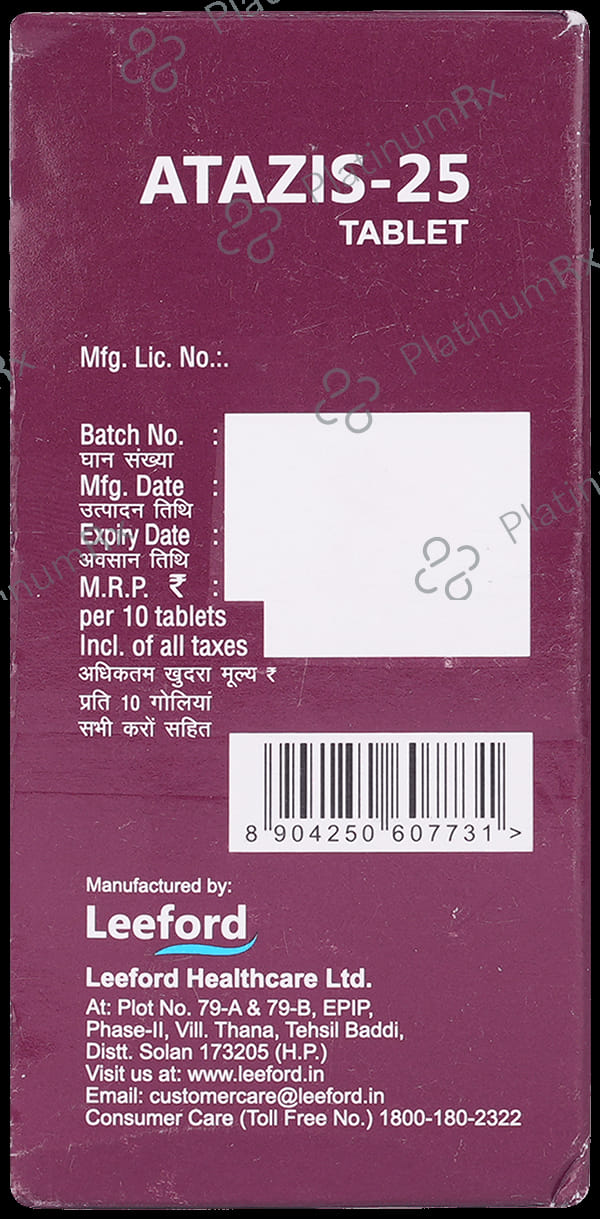 ATAZIS-25
TABLET
Mfg. Lic. No.:.
Batch No. :
घान संख्या
Mfg. Date :
उत्पादन तिथि
Expiry Date :
अवसान तिथि
M.R.P. ₹ :
per 10 tablets
Incl. of all taxes
अधिकतम खुदरा मूल्य ₹
प्रति 10 गोलियां
सभी करों सहित
8 904250 607731 >
Manufactured by:
Leeford
Leeford Healthcare Ltd.
At: Plot No. 79-A & 79-B, EPIP,
Phase-II, Vill. Thana, Tehsil Baddi,
Distt. Solan 173205 (H.P.)
Visit us at: www.leeford.in
Email: customercare@leeford.in
Consumer Care (Toll Free No.) 1800-180-2322
PlatinumRx
PlatinumRx
PlatinumRx